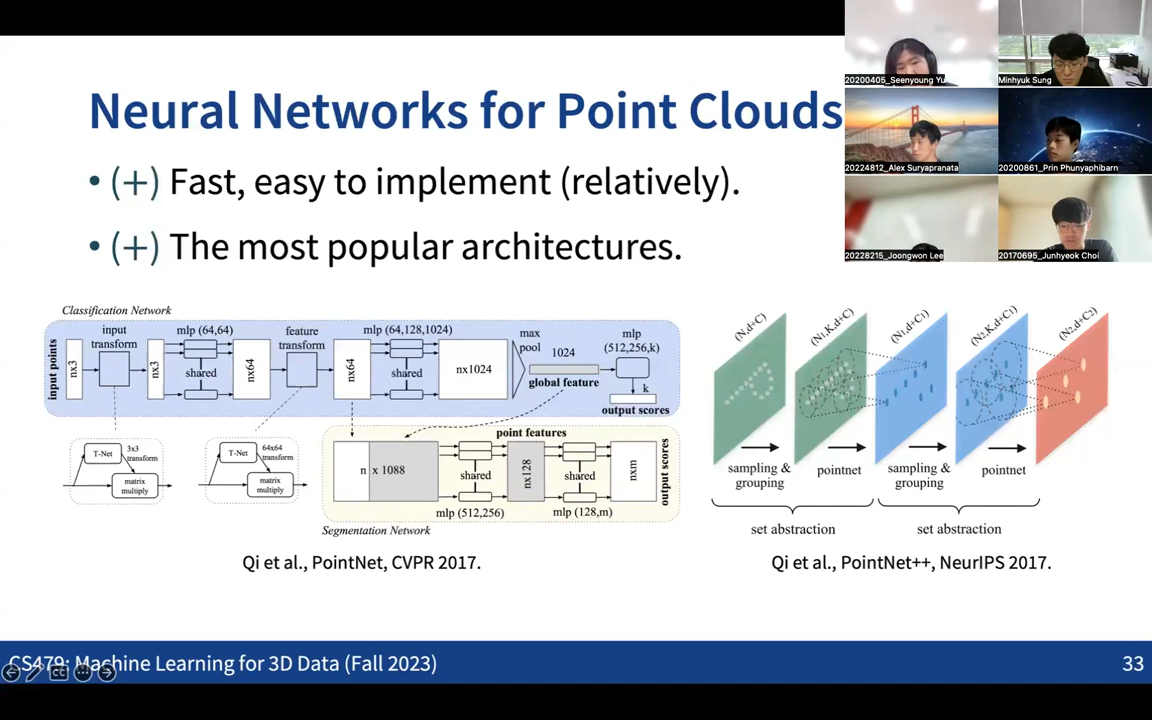 Neural Networks for Point Clouds
• (+) Fast, easy to implement (relatively).
• (+) The most popular architectures.
20200405_Seenyoung Yu
Minhyuk Sung
20224812_Alex Suryapranata
20200861_Prin Phunyaphibarn
20228215_Joongwon Lee
20170695_Junhyeok Choi
Classification Network
input points
nx3
input
transform
nx3
mlp (64,64)
shared
nx64
feature
transform
nx64
mlp (64,128,1024)
shared
nx1024
max
pool
1024
global feature
mlp
(512,256,k)
k
output scores
T-Net
3x3
transform
matrix
multiply
T-Net
64x64
transform
matrix
multiply
point features
n x 1088
shared
mlp (512,256)
nx128
shared
mlp (128,m)
nxm
output scores
Segmentation Network
Qi et al., PointNet, CVPR 2017.
(N,d+C)
(N₁,K,d+C)
(N₁,d+C₁)
(N₂,K,d+C₁)
(N₂,d+C₂)
sampling &
grouping
pointnet
sampling &
grouping
pointnet
set abstraction
set abstraction
Qi et al., PointNet++, NeurIPS 2017.
CS479: Machine Learning for 3D Data (Fall 2023)
33
CC